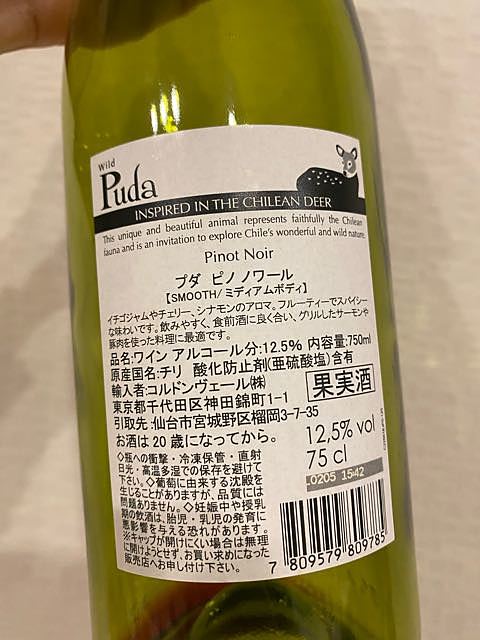 Wild
Puda
INSPIRED IN THE CHILEAN DEER
This unique and beautiful animal represents faithfully the Chilean
fauna and is an invitation to explore Chile's wonderful and wild nature.
Pinot Noir
プダ ピノ ノワール
【SMOOTH/ミディアムボディ】
イチゴジャムやチェリー、シナモンのアロマ。フルーティーでスパイシー
な味わいです。飲みやすく、食前酒に良く合い、グリルしたサーモンや
豚肉を使った料理に最適です。
品名:ワイン アルコール分:12.5% 内容量:750ml
原産国名:チリ 酸化防止剤(亜硫酸塩)含有
輸入者:コルドンヴェール㈱
果実酒
東京都千代田区神田錦町1-1
引取先:仙台市宮城野区榴岡3-7-35
お酒は20歳になってから。
12,5% vol
75 cl
L0205 15:42
◇瓶への衝撃・冷凍保管・直射
日光・高温多湿での保存を避けて
下さい。◇葡萄に由来する沈殿を
生じることがありますが、品質には
問題ありません。◇妊娠中や授乳
期の飲酒は、胎児・乳児の発育に
悪影響を与える恐れがあります。
※キャップが開けにくい場合は無理
に開けようとせず、お買い求めになった
販売店へお申し付け下さい。
7 809579 809785